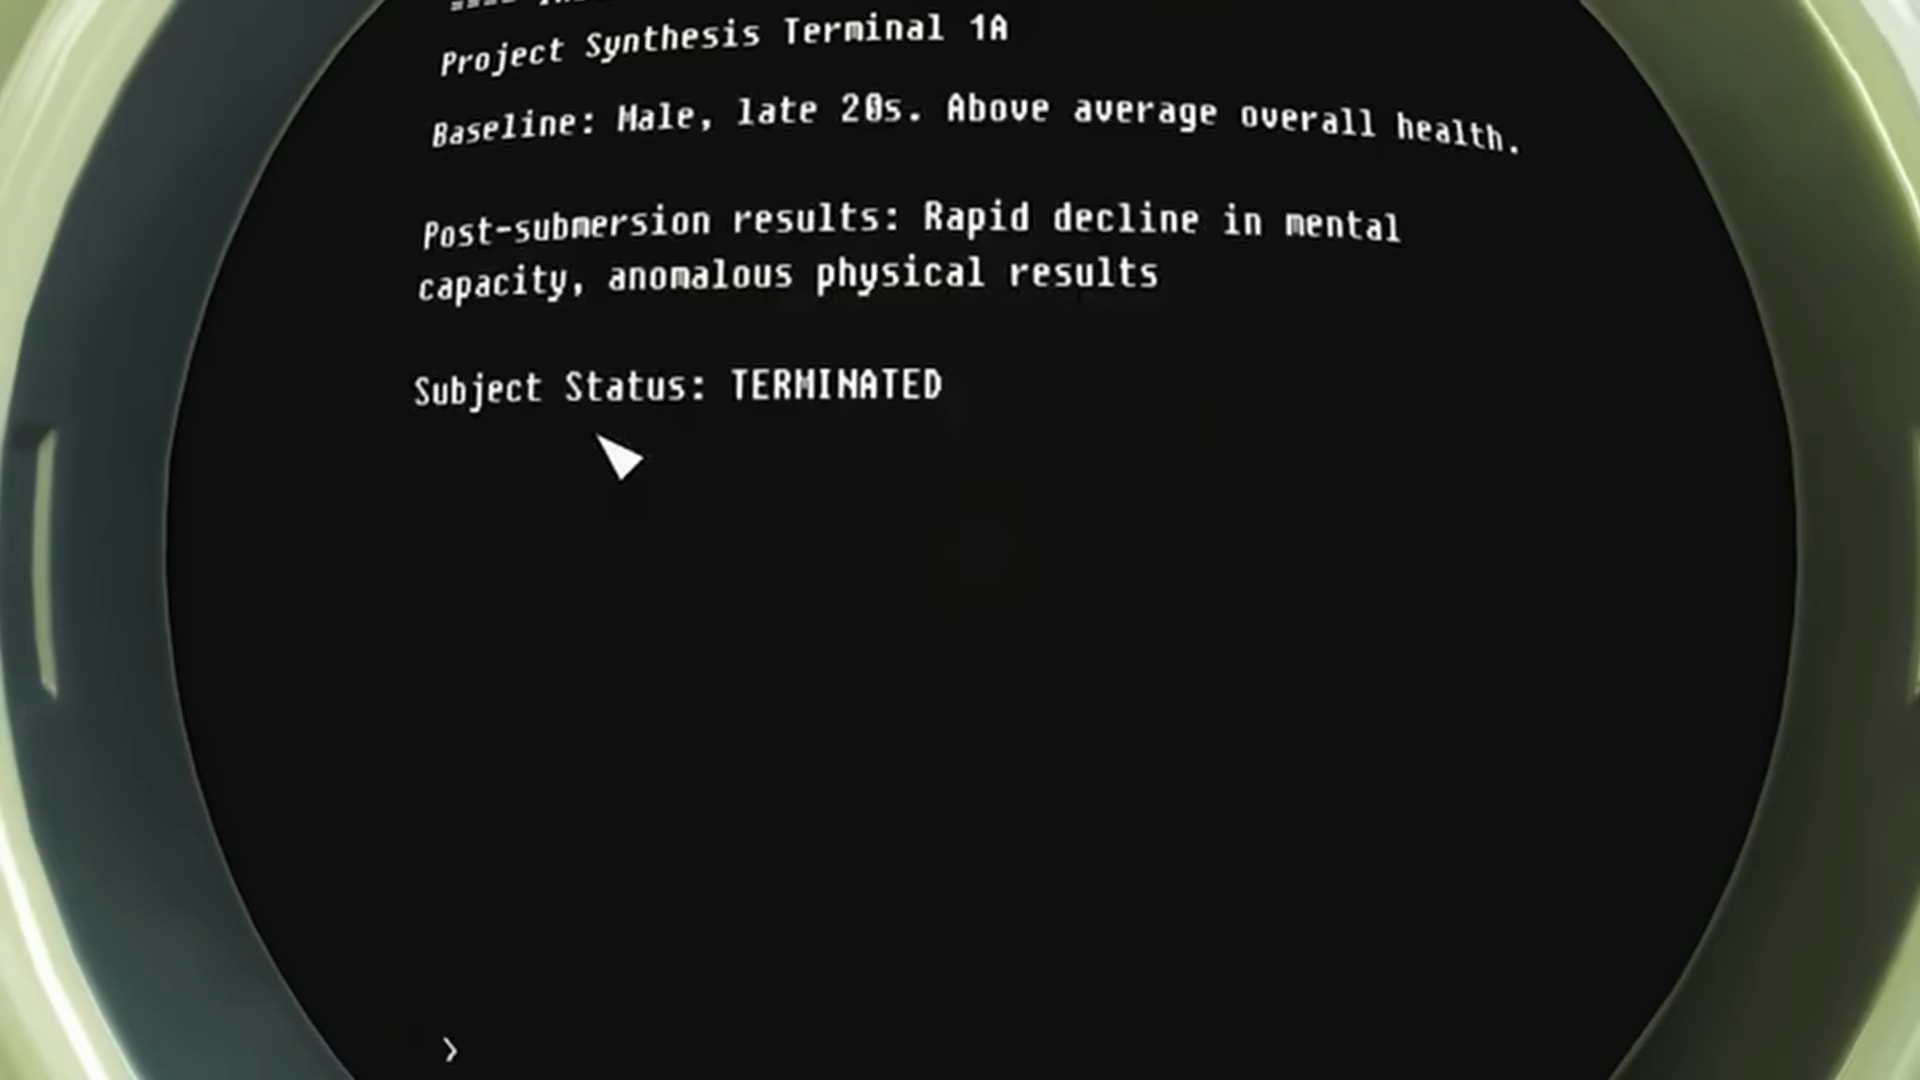 Project Synthesis Terminal 1A
Baseline: Male, late 20s. Above average overall health.
Post-submersion results: Rapid decline in mental
capacity, anomalous physical results
Subject Status: TERMINATED
>